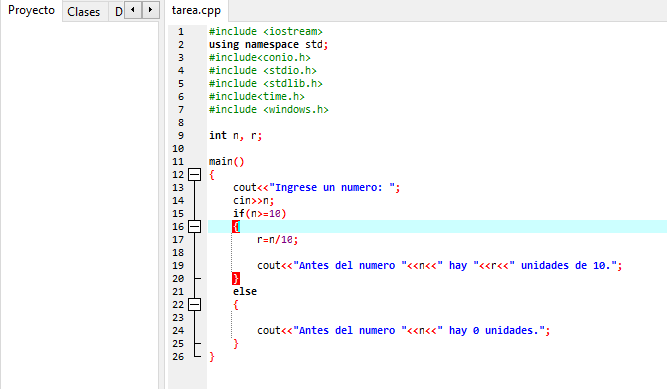 Proyecto Clases D tarea.cpp
1 #include <iostream>
2 using namespace std;
3 #include<conio.h>
4 #include <stdio.h>
5 #include <stdlib.h>
6 #include<time.h>
7 #include <windows.h>
8
9 int n, r;
10
11 main()
12 {
13 cout<<"Ingrese un numero: ";
14 cin>>n;
15 if(n>=10)
16 {
17 r=n/10;
18
19 cout<<"Antes del numero "<<n<<" hay "<<r<<" unidades de 10.";
20 }
21 else
22 {
23
24 cout<<"Antes del numero "<<n<<" hay 0 unidades.";
25 }
26 }